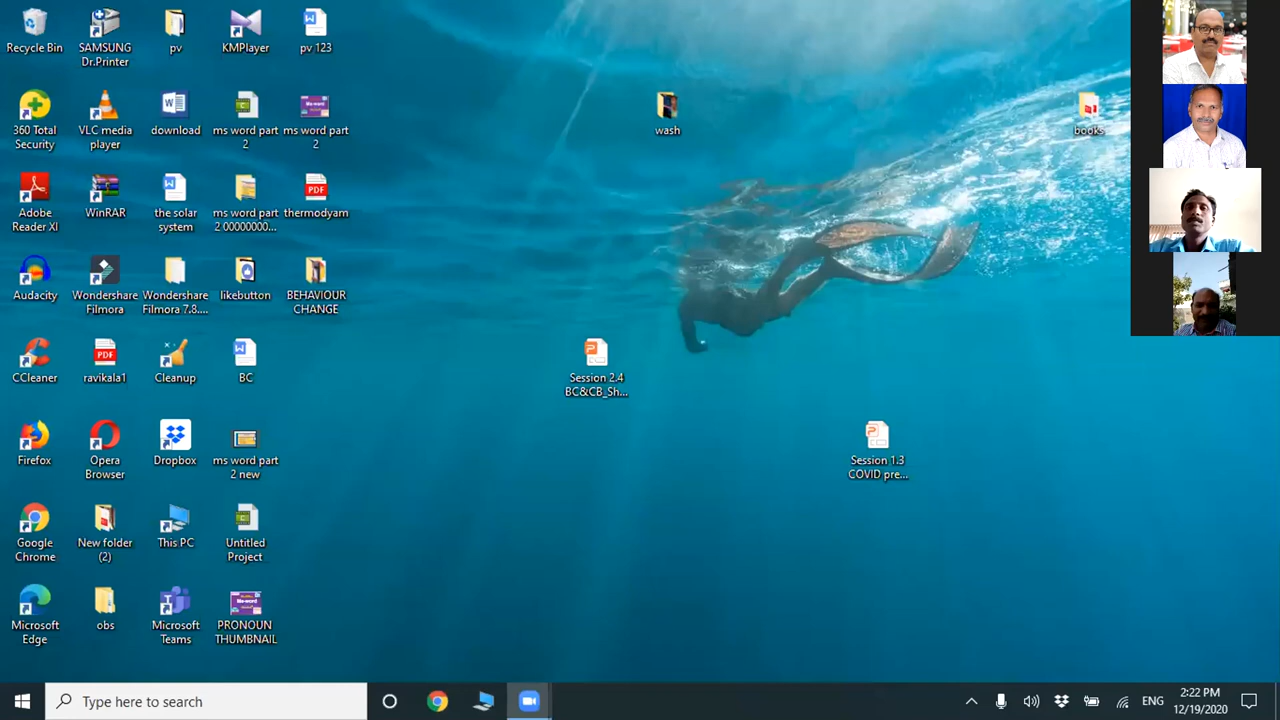 Recycle Bin
SAMSUNG
Dr.Printer
pv
KMPlayer
pv 123
360 Total
Security
VLC media
player
download
ms word part
2
ms word part
2
wash
books
Adobe
Reader XI
WinRAR
the solar
system
ms word part
2 00000000...
thermodyam
Audacity
Wondershare
Filmora
Wondershare
Filmora 7.8....
likebutton
BEHAVIOUR
CHANGE
CCleaner
ravikala1
Cleanup
BC
Session 2.4
BC&CB_Sh...
Firefox
Opera
Browser
Dropbox
ms word part
2 new
Session 1.3
COVID pre...
Google
Chrome
New folder
(2)
This PC
Untitled
Project
Microsoft
Edge
obs
Microsoft
Teams
PRONOUN
THUMBNAIL
Type here to search
ENG
2:22 PM
12/19/2020